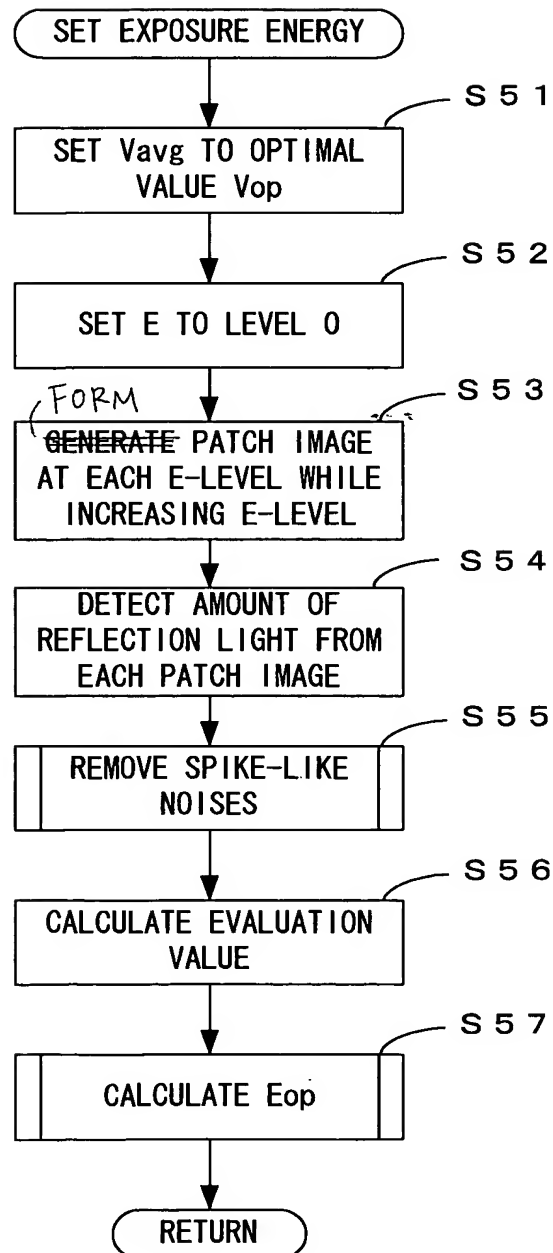 SET EXPOSURE ENERGY
S51
SET Vavg TO OPTIMAL
VALUE Vop
S52
SET E TO LEVEL 0
S53
FORM
GENERATE PATCH IMAGE
AT EACH E-LEVEL WHILE
INCREASING E-LEVEL
S54
DETECT AMOUNT OF
REFLECTION LIGHT FROM
EACH PATCH IMAGE
S55
REMOVE SPIKE-LIKE
NOISES
S56
CALCULATE EVALUATION
VALUE
S57
CALCULATE Eop
RETURN